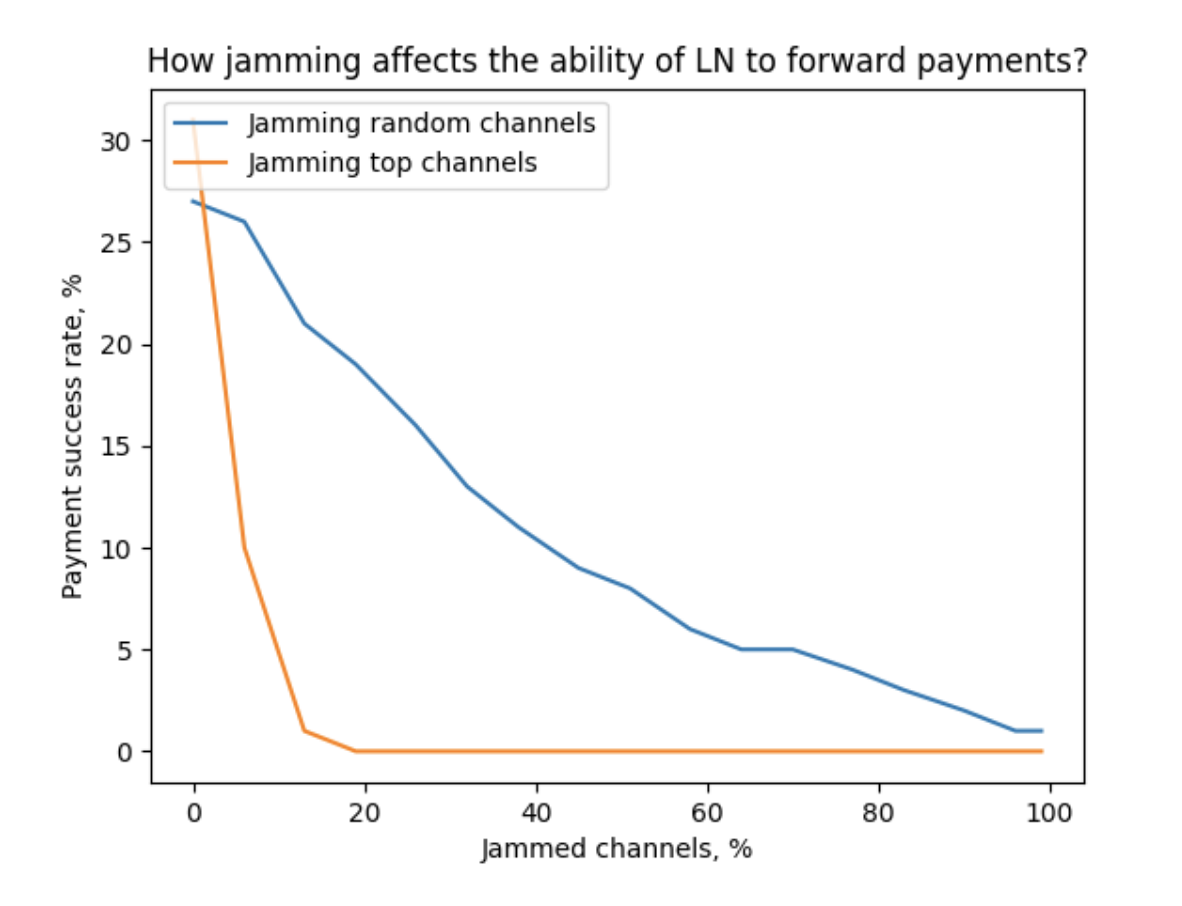 How jamming affects the ability of LN to forward payments?
Jamming random channels
Jamming top channels
Payment success rate, %
30
25
20
15
10
5
0
0 20 40 60 80 100
Jammed channels, %